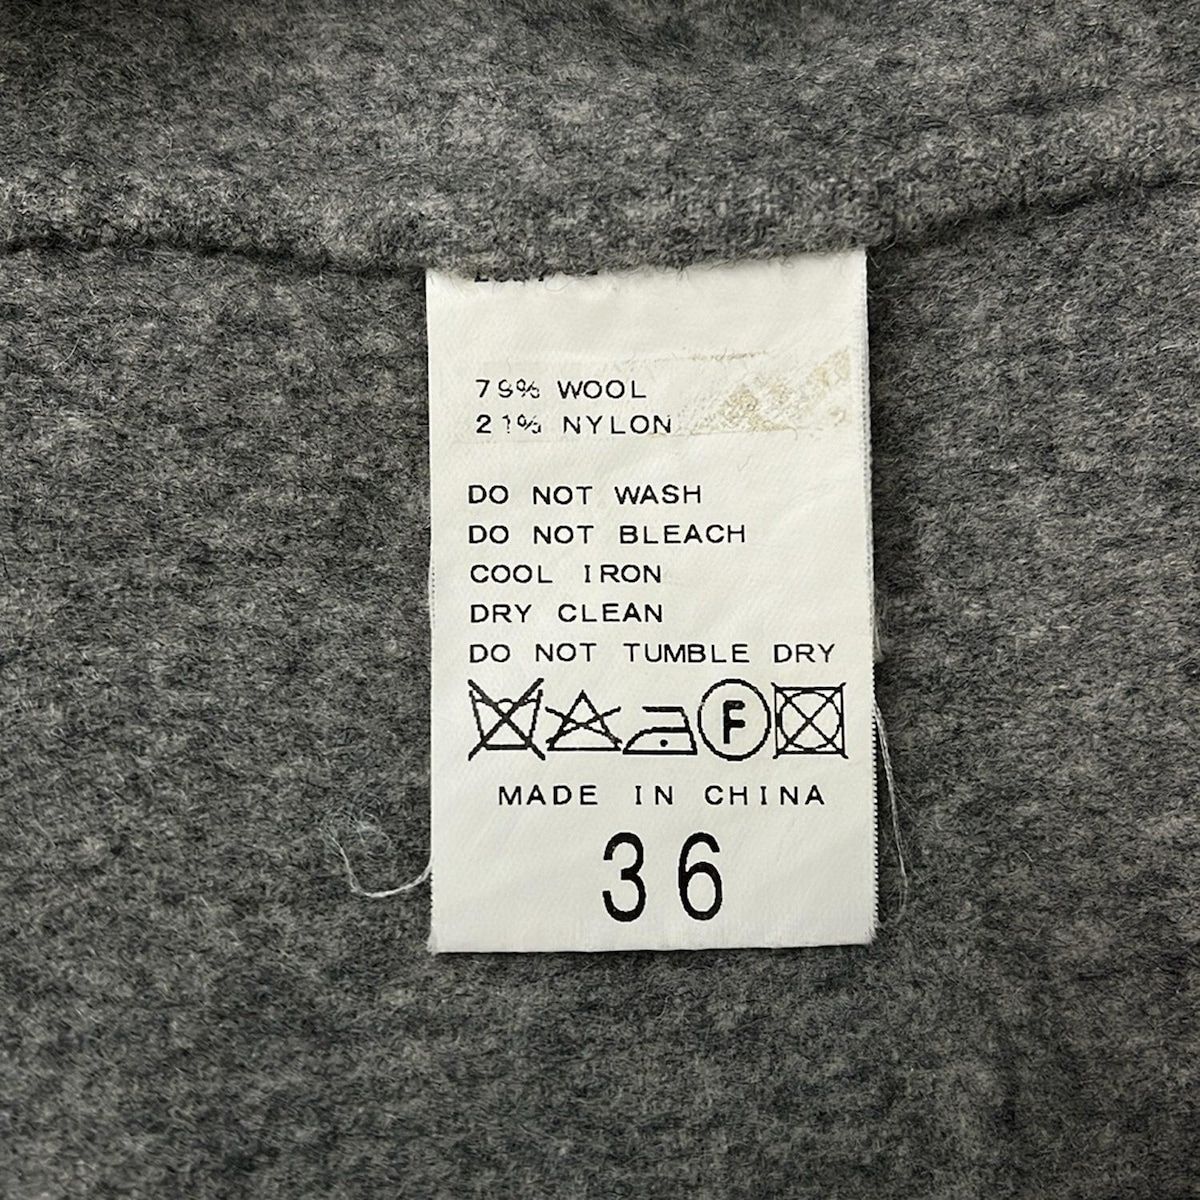 79% WOOL
21% NYLON
DO NOT WASH
DO NOT BLEACH
COOL IRON
DRY CLEAN
DO NOT TUMBLE DRY
F
MADE IN CHINA
36